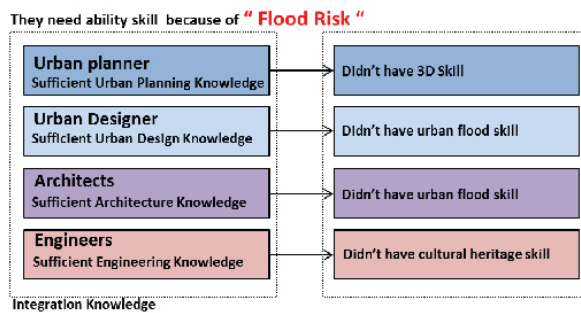 They need ability skill because of “ Flood Risk “
Urban planner
Sufficient Urban Planning Knowledge
Didn’t have 3D Skill
Urban Designer
Sufficient Urban Design Knowledge
Didn’t have urban flood skill
Architects
Sufficient Architecture Knowledge
Didn’t have urban flood skill
Engineers
Sufficient Engineering Knowledge
Didn’t have cultural heritage skill
Integration Knowledge